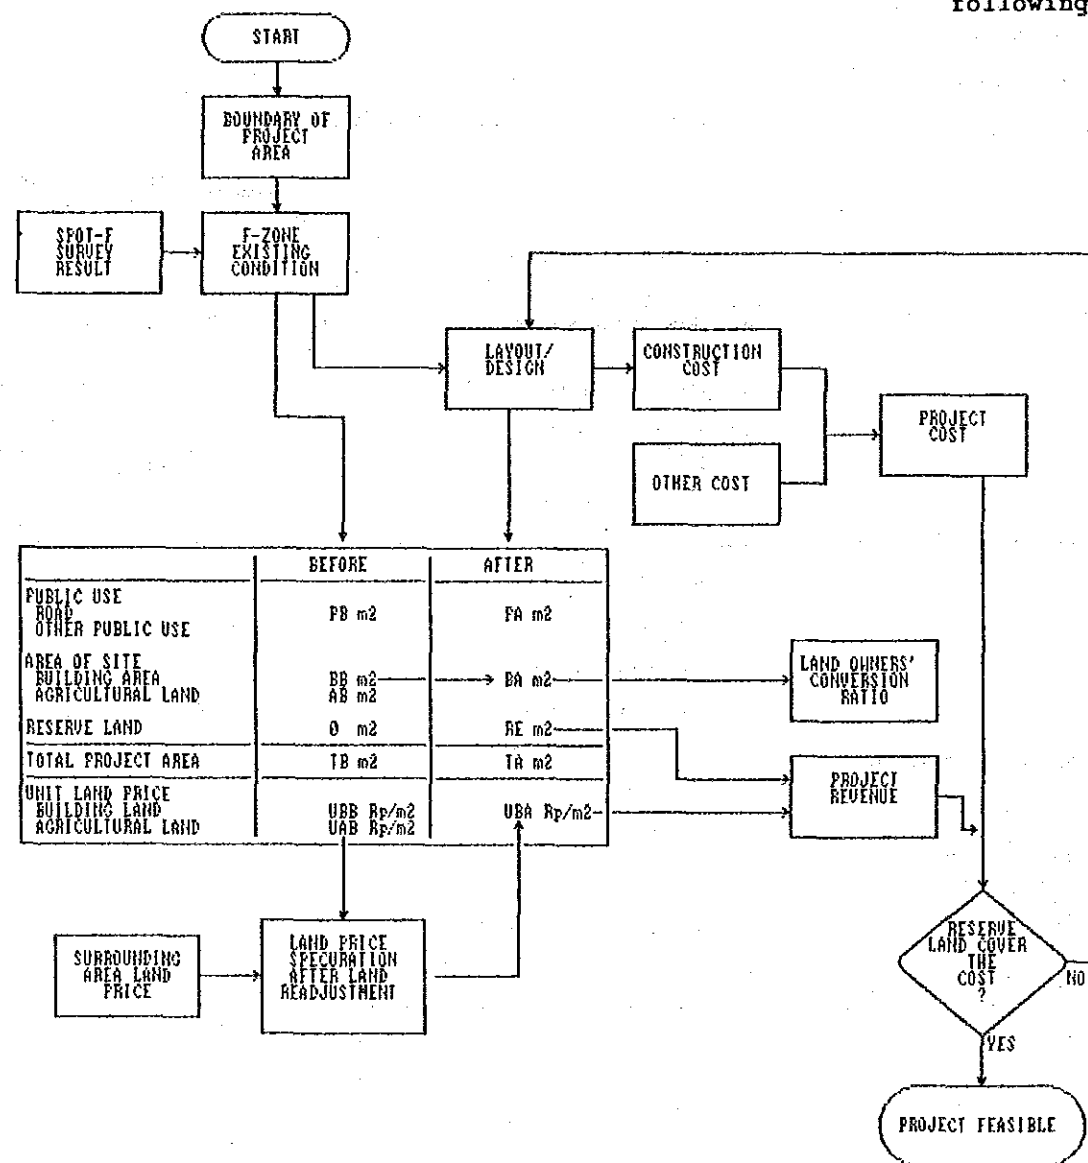 following
START
BOUNDARY OF
PROJECT
AREA
SPOT-F
SURVEY
RESULT
F-ZONE
EXISTING
CONDITION
LAYOUT/
DESIGN
CONSTRUCTION
COST
OTHER COST
PROJECT
COST
BEFORE AFTER
PUBLIC USE
ROAD PB m2 PA m2
OTHER PUBLIC USE
AREA OF SITE
BUILDING AREA BB m2 BA m2
AGRICULTURAL LAND AB m2
RESERVE LAND 0 m2 RE m2
TOTAL PROJECT AREA TB m2 TA m2
UNIT LAND PRICE
BUILDING LAND UBB Rp/m2 UBA Rp/m2
AGRICULTURAL LAND UAB Rp/m2
LAND OWNERS'
CONVERSION
RATIO
PROJECT
REVENUE
SURROUNDING
AREA LAND
PRICE
LAND PRICE
SPECURATION
AFTER LAND
READJUSTMENT
RESERVE
LAND COVER
THE
COST
?
NO
YES
PROJECT FEASIBLE